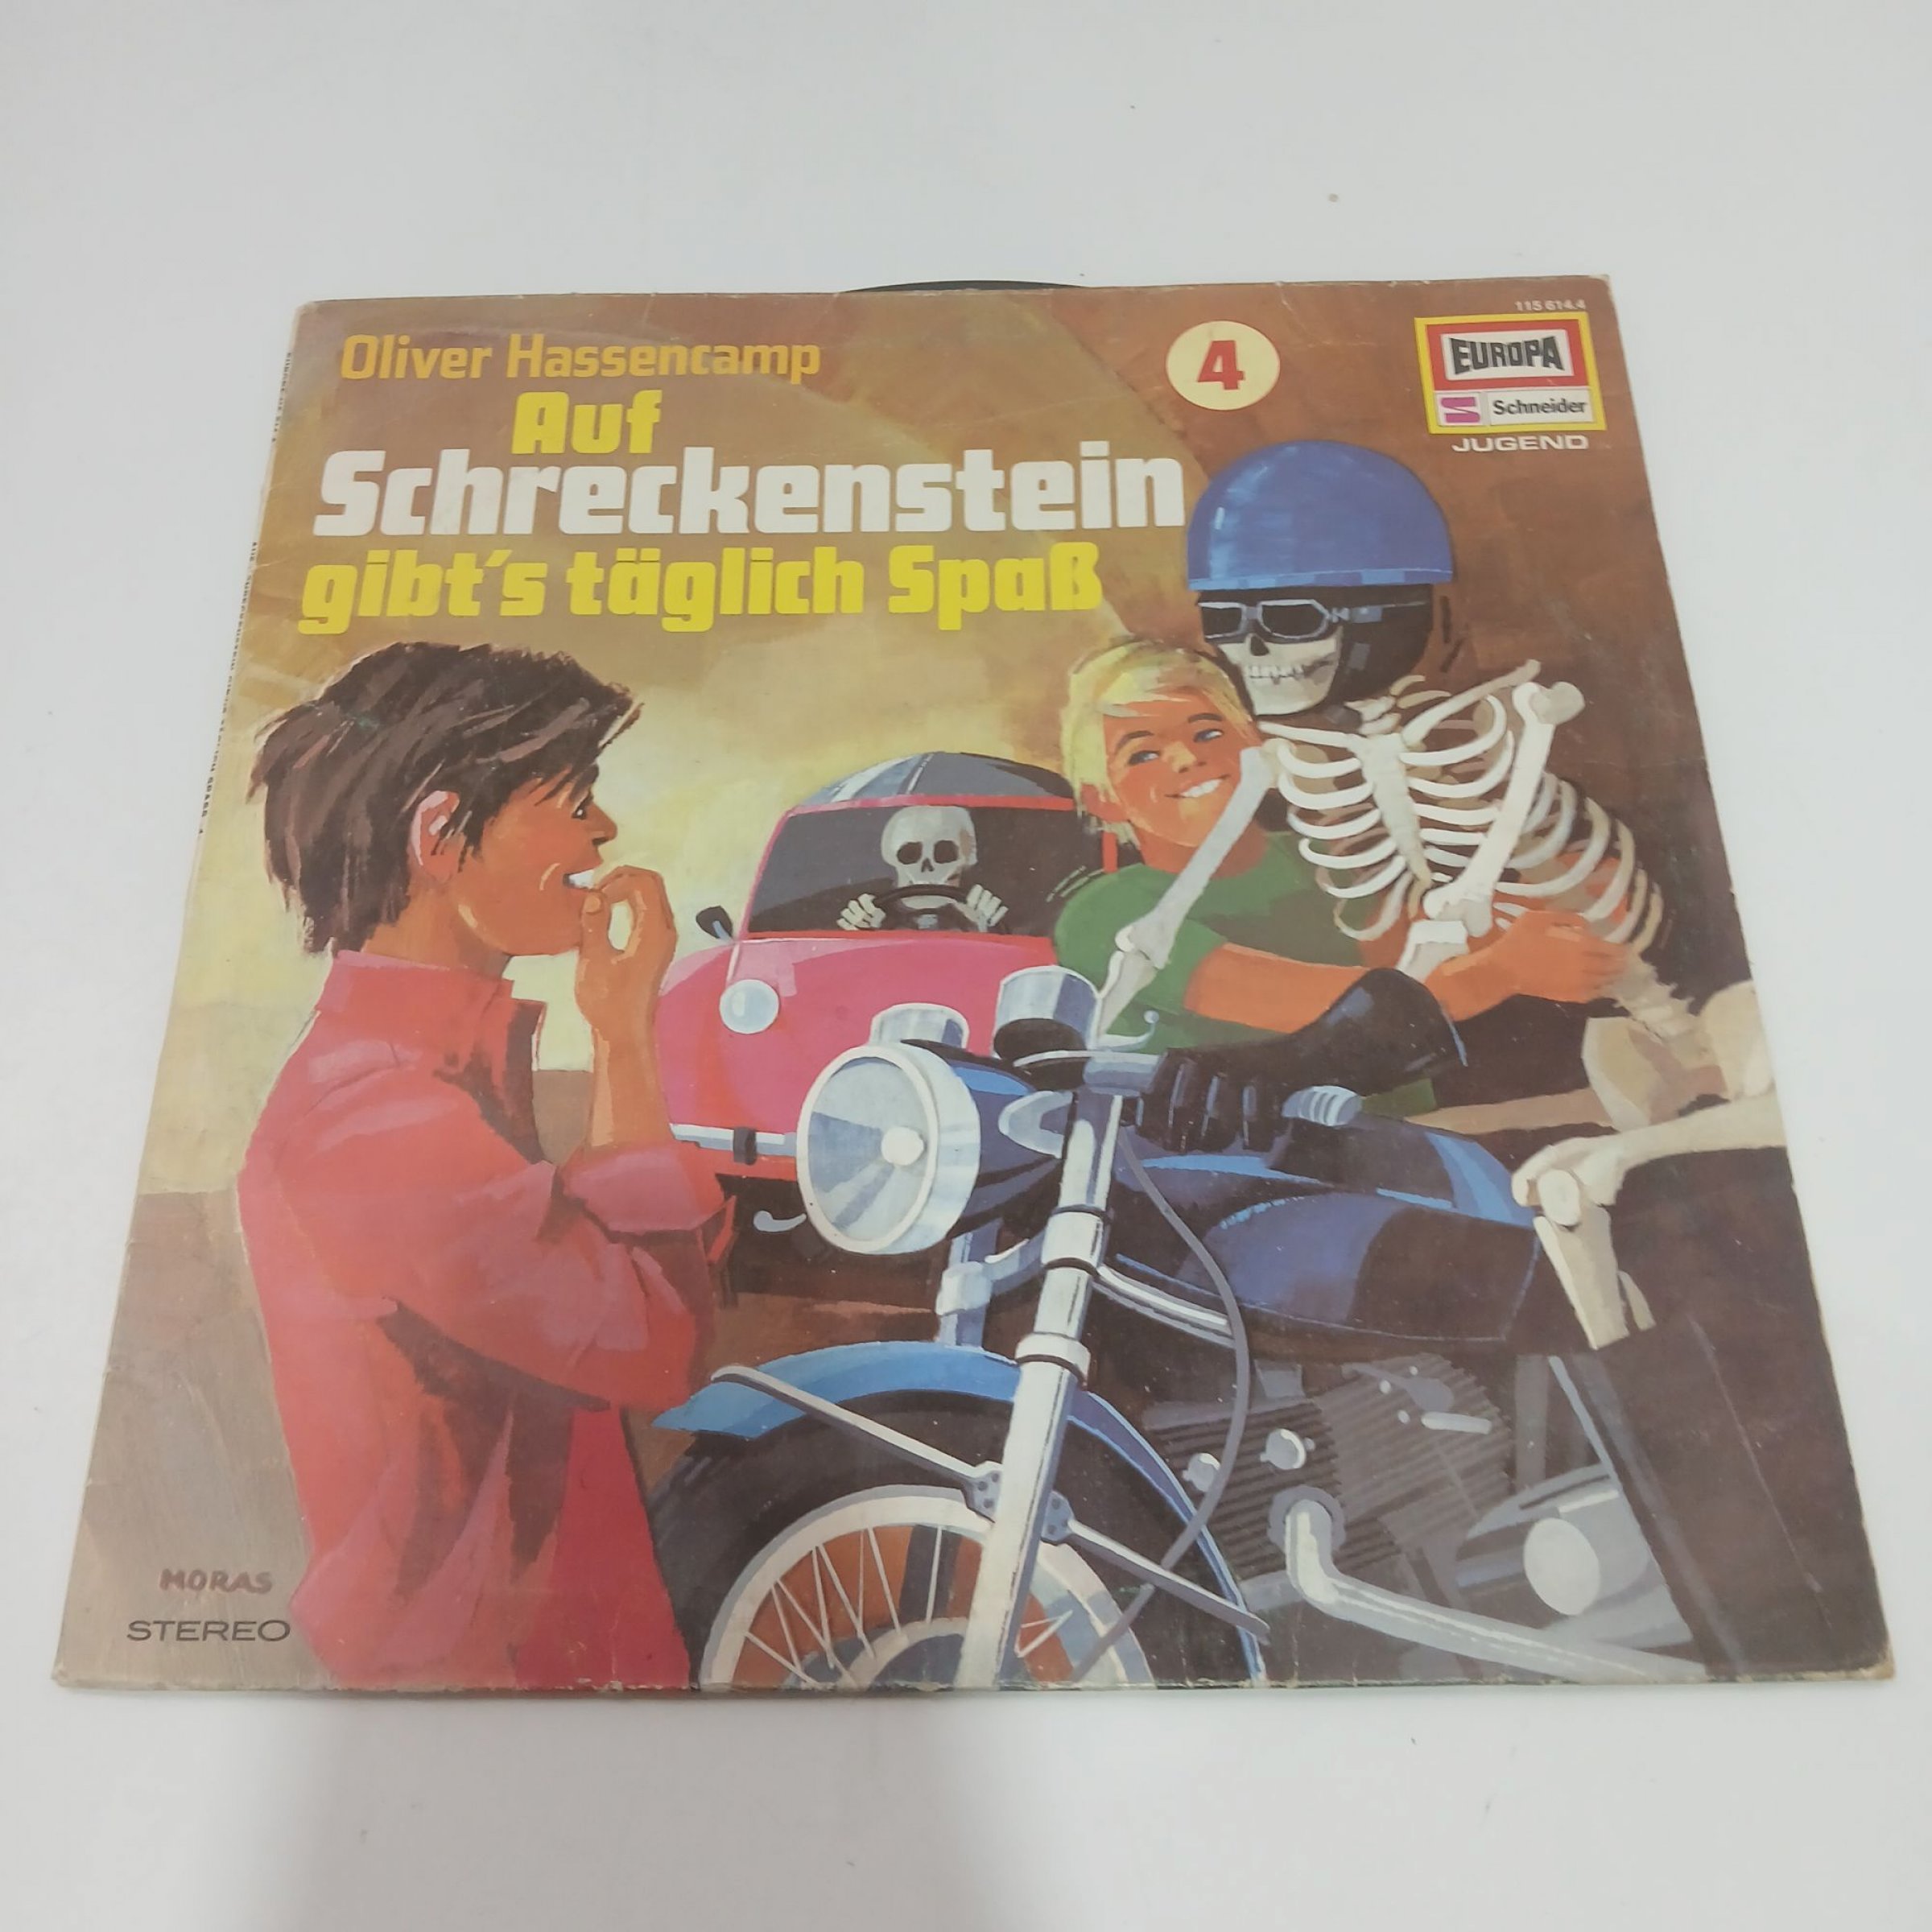 115 614.4
Oliver Hassencamp
4
EUROPA
Schneider
JUGEND
Auf
Schreckenstein
gibt's täglich Spaß
MORAS
STEREO